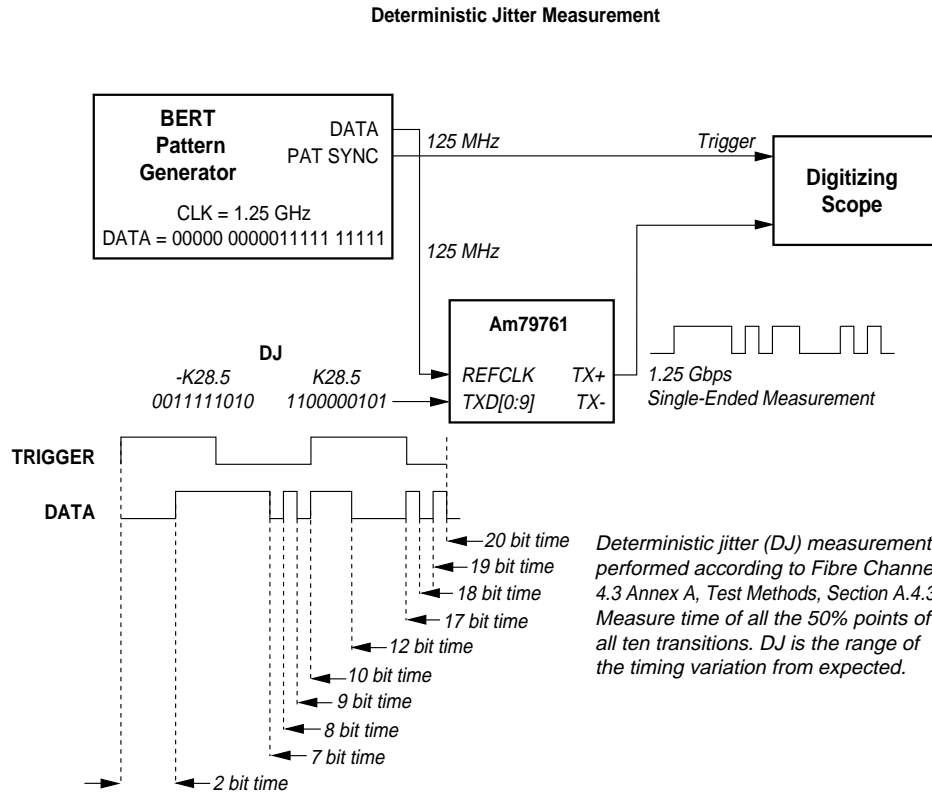 Deterministic Jitter Measurement
BERT
Pattern
Generator
DATA
PAT SYNC
CLK = 1.25 GHz
DATA = 00000 0000011111 11111
125 MHz
Trigger
Digitizing
Scope
125 MHz
Am79761
REFCLK TX+
TXD[0:9] TX-
1.25 Gbps
Single-Ended Measurement
DJ
-K28.5 K28.5
0011111010 1100000101
TRIGGER
DATA
20 bit time
19 bit time
18 bit time
17 bit time
12 bit time
10 bit time
9 bit time
8 bit time
7 bit time
2 bit time
Deterministic jitter (DJ) measurement
performed according to Fibre Channe
4.3 Annex A, Test Methods, Section A.4.3
Measure time of all the 50% points of
all ten transitions. DJ is the range of
the timing variation from expected.